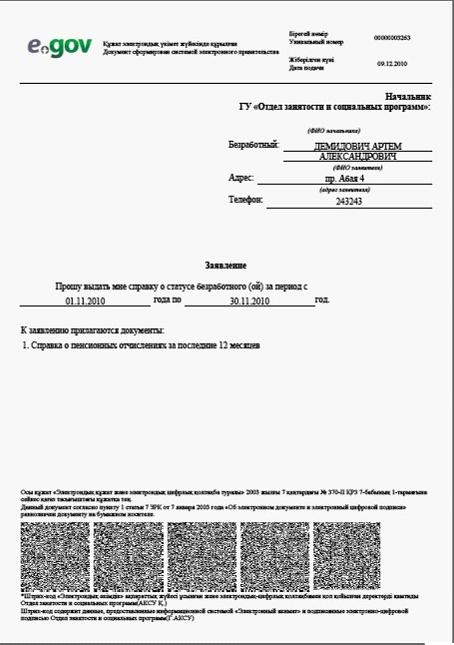 e.gov
Құжат электрондық үкімет жүйесінде құрылған
Документ сформирован системой электронного правительства
Бірегей нөмір
Уникальный номер
00000003263
Жіберілген күні
Дата подачи
09.12.2010
Начальник
ГУ «Отдел занятости и социальных программ»:
(ФИО начальника)
Безработный: ДЕМИДОВИЧ АРТЕМ
АЛЕКСАНДРОВИЧ
(ФИО заявителя)
Адрес: пр. Абая 4
(адрес заявителя)
Телефон: 243243
Заявление
Прошу выдать мне справку о статусе безработного (ой) за период с
01.11.2010 года по 30.11.2010 год.
К заявлению прилагаются документы:
1. Справка о пенсионных отчислениях за последние 12 месяцев
Осы құжат «Электрондық құжат және электрондық цифрлық қолтаңба туралы» 2003 жылғы 7 қаңтардағы № 370-II ҚРЗ 7-бабының 1-тармағына
сәйкес қағаз тасығыштағы құжатқа тең.
Данный документ согласно пункту 1 статьи 7 ЗРК от 7 января 2003 года «Об электронном документе и электронной цифровой подписи»
равнозначен документу на бумажном носителе.
*Штрих-код «Электрондық әкімдік» ақпараттық жүйесі ұсынған және электрондық-цифрлық қолтаңбамен қол қойылған деректерді қамтиды
Отдел занятости и социальных программ(АКСУ Қ.)
Штрих-код содержит данные, предоставленные информационной системой «Электронный акимат» и подписанные электронно-цифровой
подписью Отдел занятости и социальных программ(Г.АКСУ)